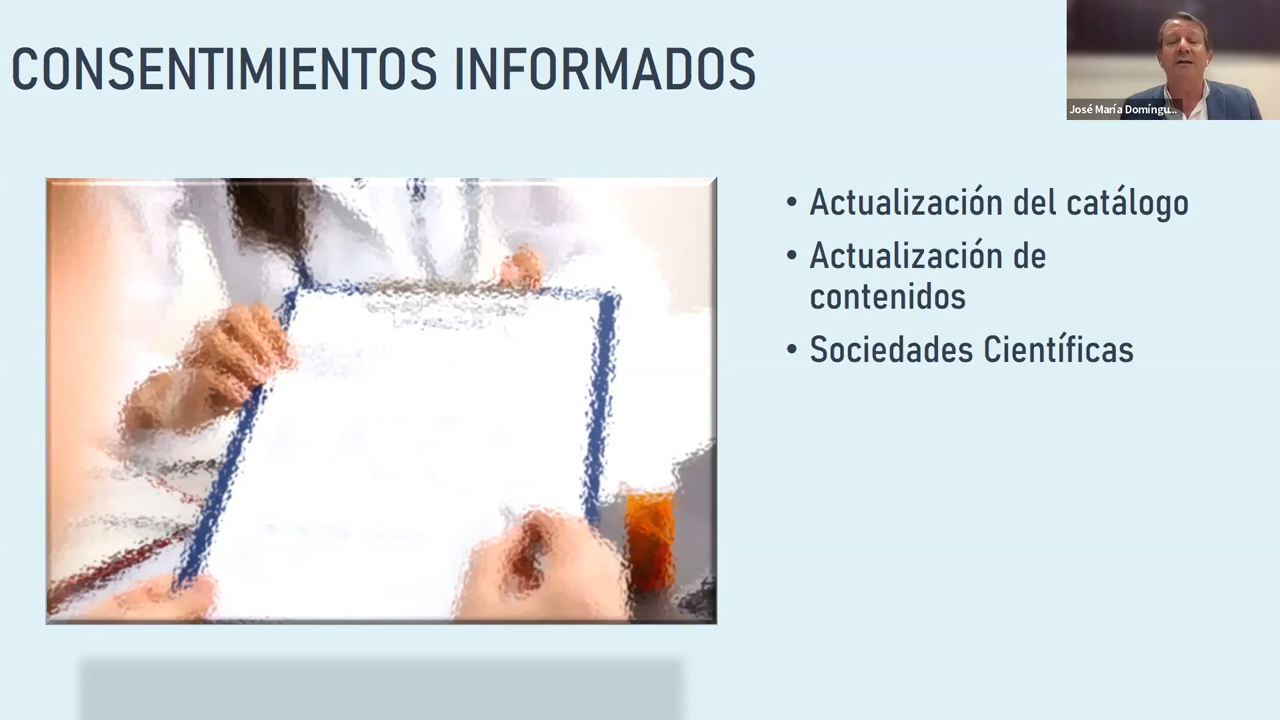 CONSENTIMIENTOS INFORMADOS
José María Domíngu...
• Actualización del catálogo
• Actualización de
contenidos
• Sociedades Científicas